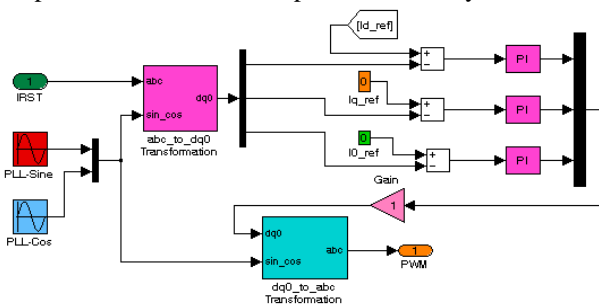 [Id_ref]
+
−
PI
1
IRST
abc
dq0
sin_cos
abc_to_dq0
Transformation
0
Iq_ref
+
−
PI
0
I0_ref
+
−
PI
PLL-Sine
PLL-Cos
Gain
1
dq0
abc
sin_cos
dq0_to_abc
Transformation
1
PWM